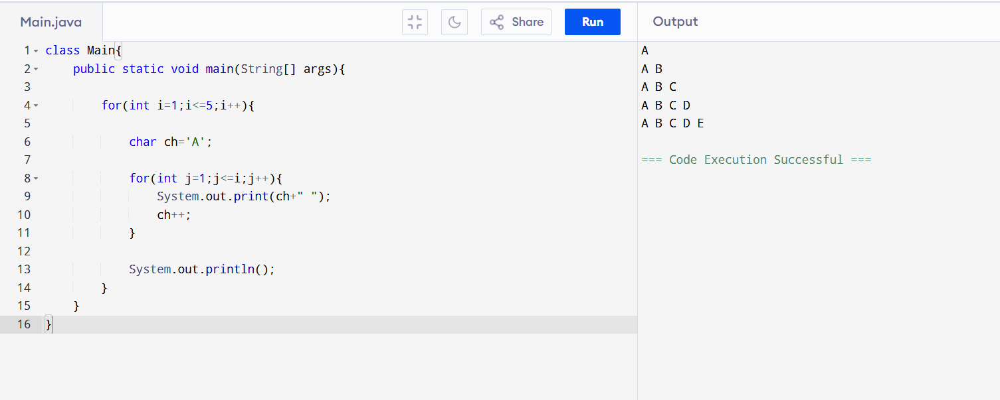 Main.java
Share
Run
Output
1 class Main{
2     public static void main(String[] args){
3
4         for(int i=1;i<=5;i++){
5
6             char ch='A';
7
8             for(int j=1;j<=i;j++){
9                 System.out.print(ch+" ");
10                 ch++;
11             }
12
13             System.out.println();
14         }
15     }
16 }
A
A B
A B C
A B C D
A B C D E
=== Code Execution Successful ===